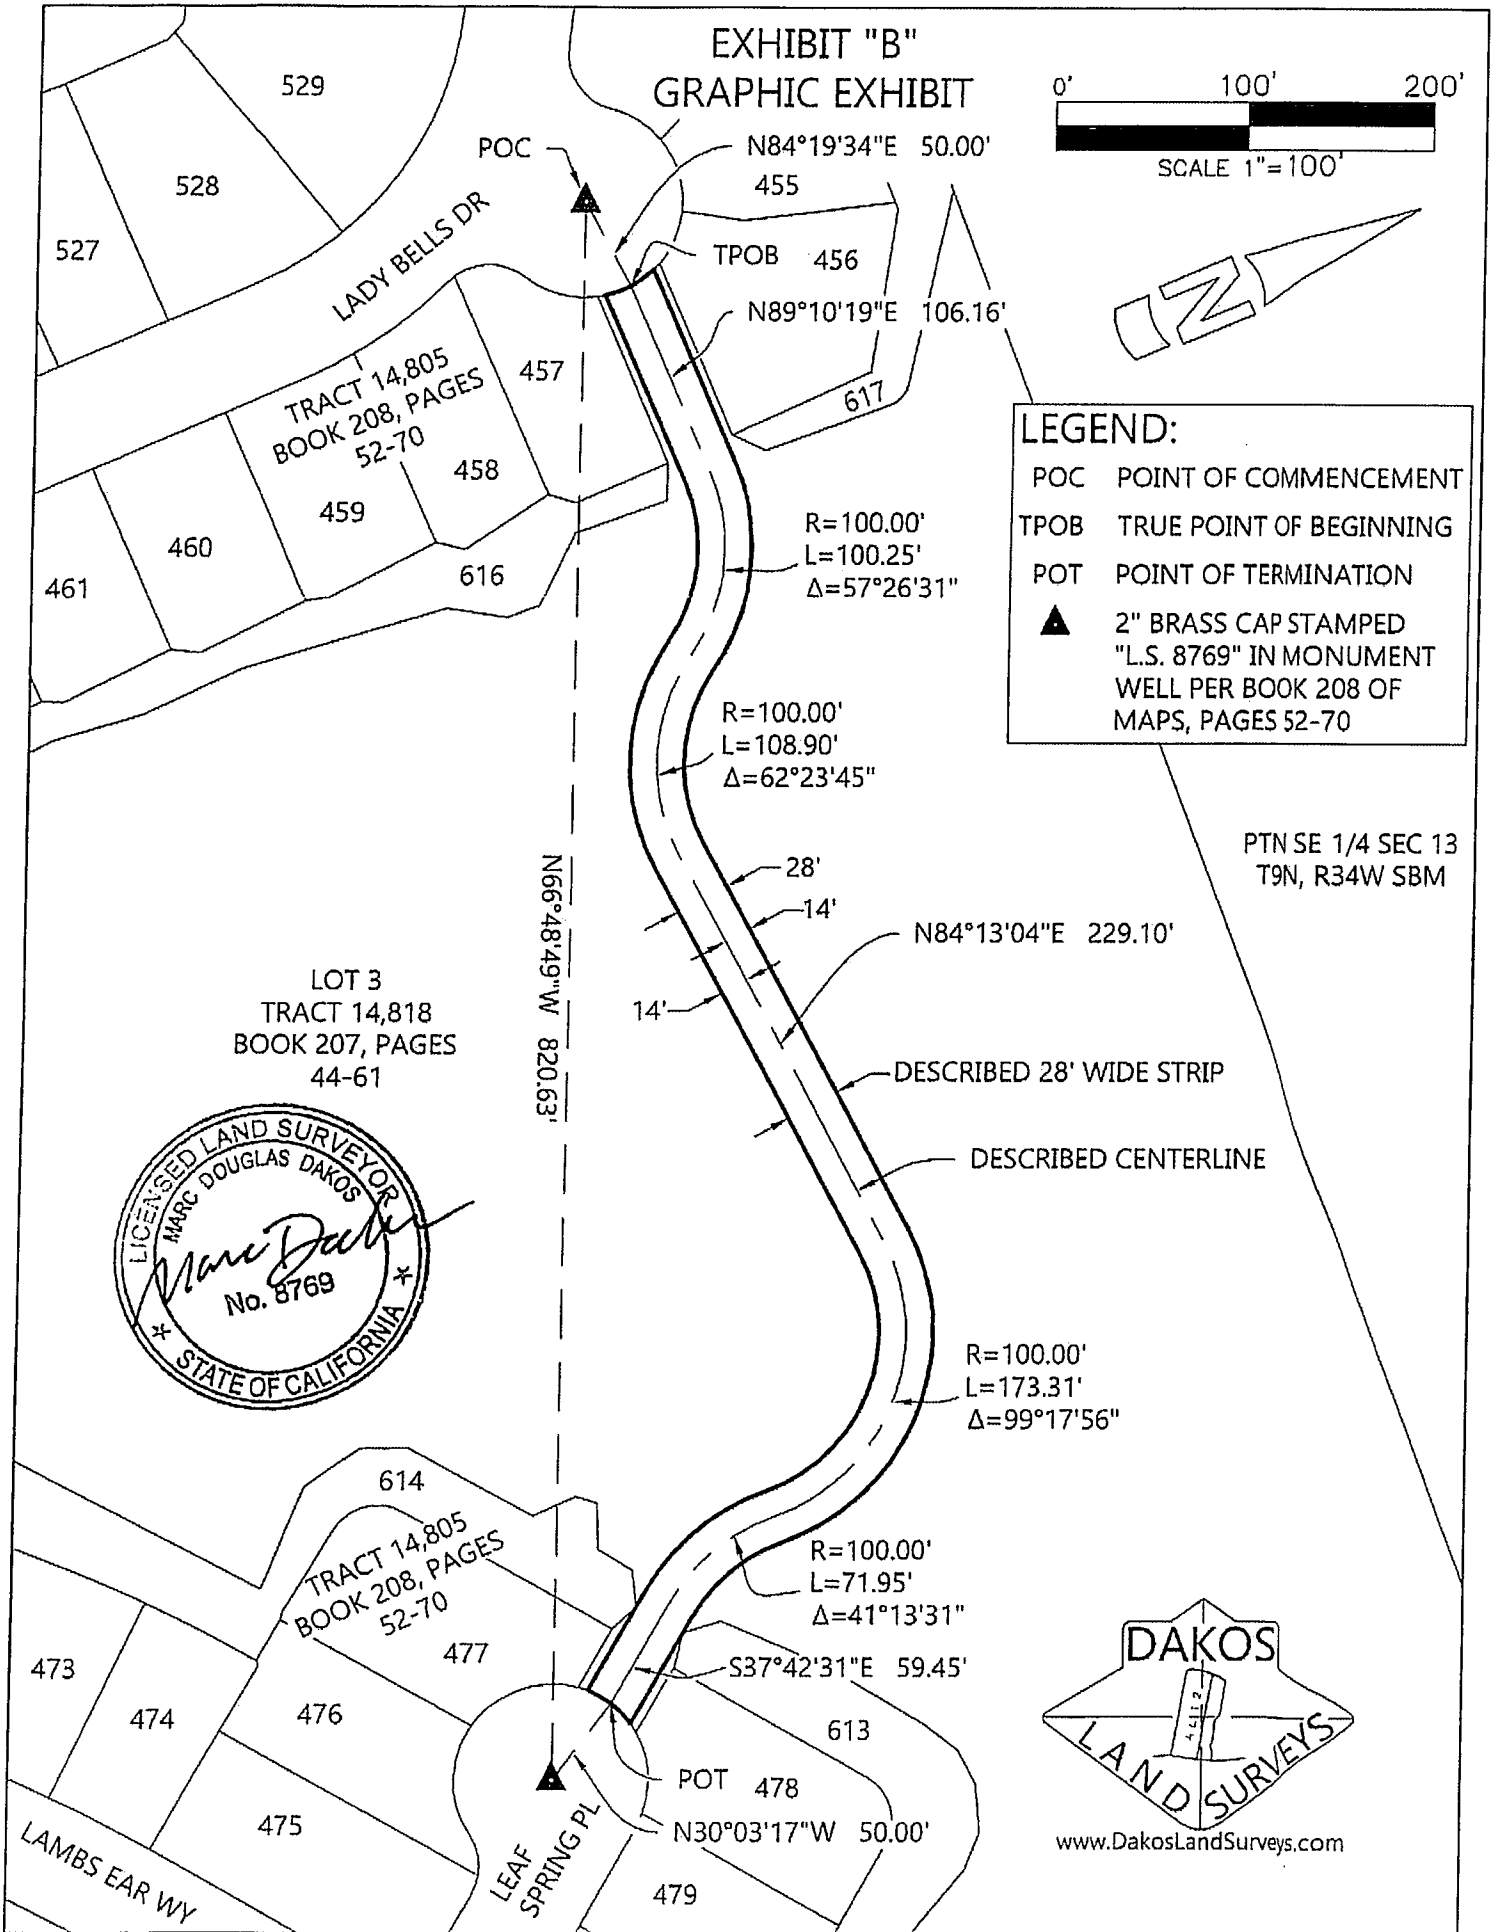 EXHIBIT "B"
GRAPHIC EXHIBIT
0' 100' 200'
SCALE 1"=100'
N
529
528
527
POC
N84°19'34"E 50.00'
455
LADY BELLS DR
TPOB
456
N89°10'19"E 106.16'
617
TRACT 14,805
BOOK 208, PAGES
52-70
457
458
459
460
461
616
LEGEND:
POC POINT OF COMMENCEMENT
TPOB TRUE POINT OF BEGINNING
POT POINT OF TERMINATION
2" BRASS CAP STAMPED
"L.S. 8769" IN MONUMENT
WELL PER BOOK 208 OF
MAPS, PAGES 52-70
R=100.00'
L=100.25'
Δ=57°26'31"
R=100.00'
L=108.90'
Δ=62°23'45"
PTN SE 1/4 SEC 13
T9N, R34W SBM
28'
14'
N84°13'04"E 229.10'
14'
N66°48'49"W 820.63'
LOT 3
TRACT 14,818
BOOK 207, PAGES
44-61
DESCRIBED 28' WIDE STRIP
DESCRIBED CENTERLINE
LICENSED LAND SURVEYOR
MARC DOUGLAS DAKOS
Marc Dakos
No. 8769
STATE OF CALIFORNIA
R=100.00'
L=173.31'
Δ=99°17'56"
614
TRACT 14,805
BOOK 208, PAGES
52-70
R=100.00'
L=71.95'
Δ=41°13'31"
S37°42'31"E 59.45'
473
474
475
476
477
613
POT
478
N30°03'17"W 50.00'
LEAF
SPRING PL
479
LAMBS EAR WY
DAKOS
LAND SURVEYS
www.DakosLandSurveys.com